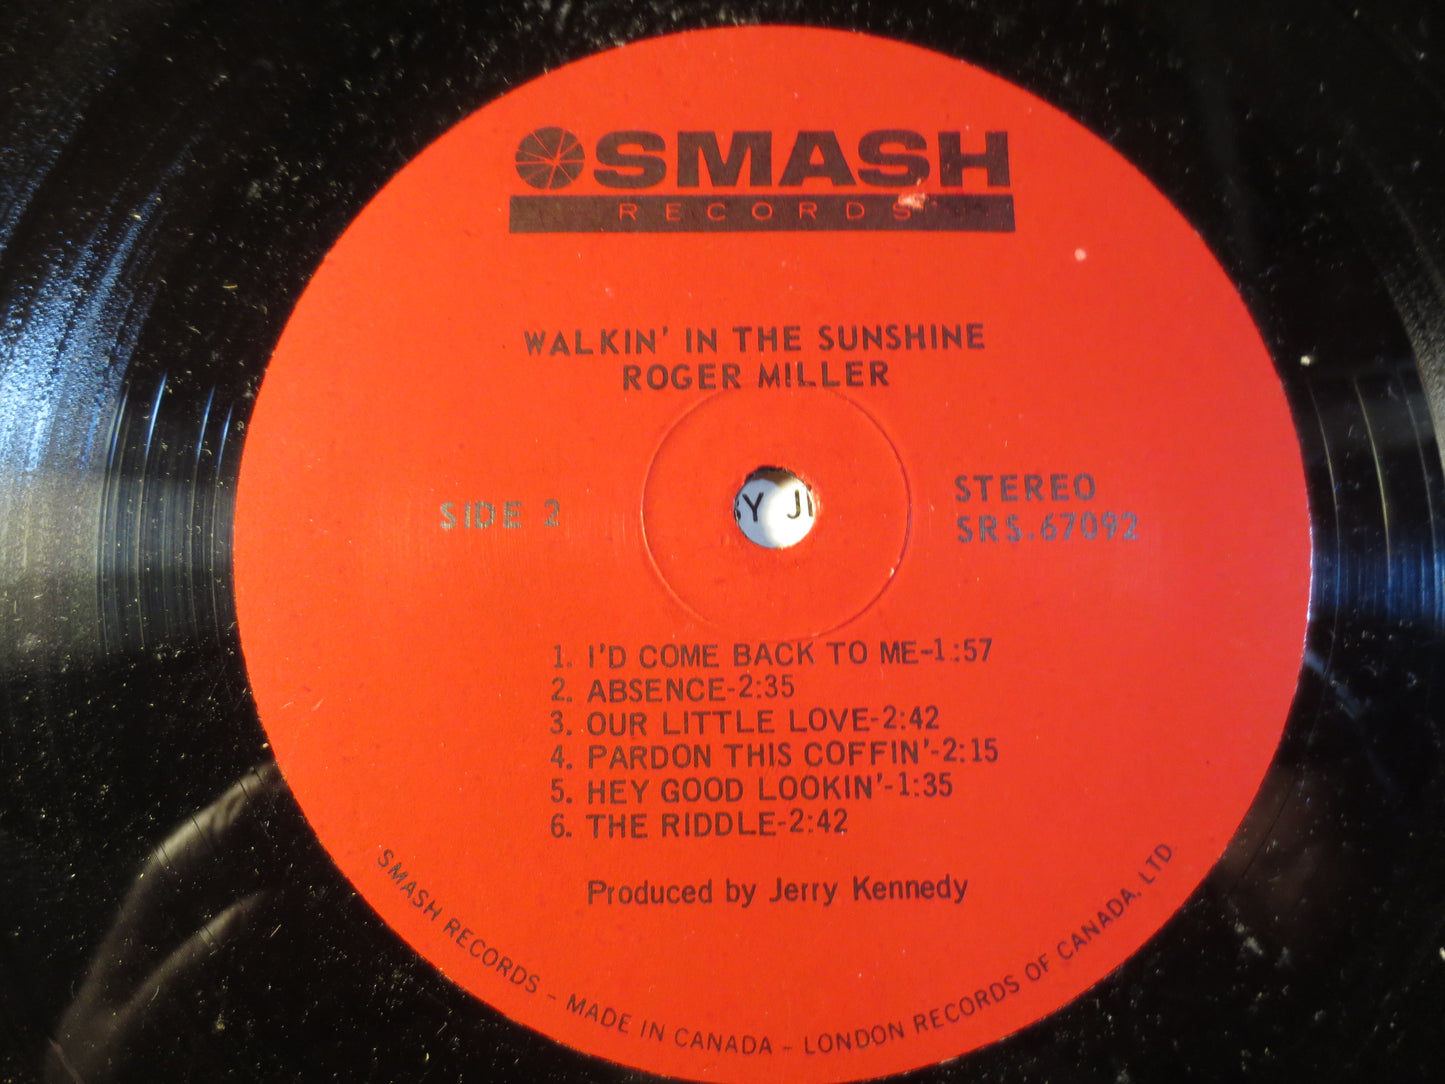 SMASH
RECORDS
WALKIN' IN THE SUNSHINE
ROGER MILLER
SIDE 2
STEREO
SRS.67092
1. I'D COME BACK TO ME-1:57
2. ABSENCE-2:35
3. OUR LITTLE LOVE-2:42
4. PARDON THIS COFFIN'-2:15
5. HEY GOOD LOOKIN'-1:35
6. THE RIDDLE-2:42
Produced by Jerry Kennedy
SMASH RECORDS - MADE IN CANADA - LONDON RECORDS OF CANADA, LTD.